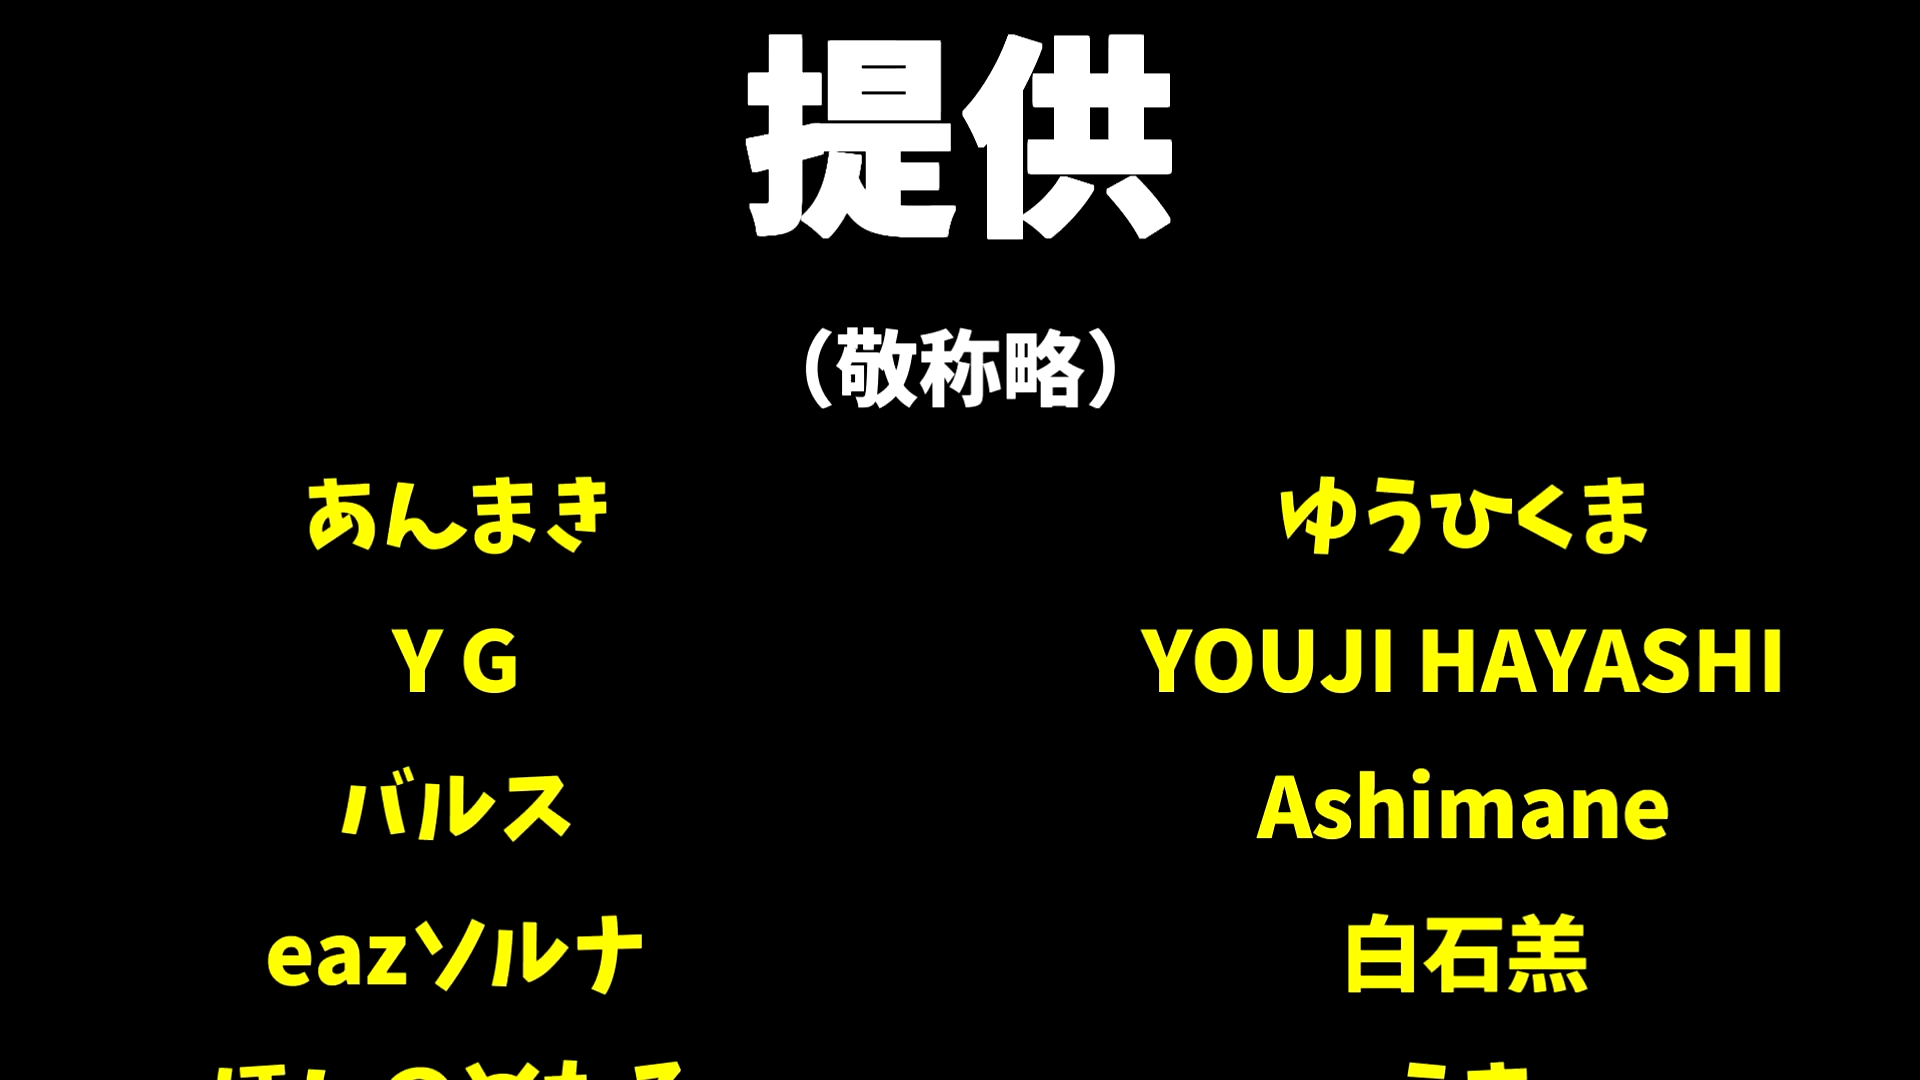 提供
（敬称略）
あんまき
ゆうひくま
Y G
YOUJI HAYASHI
バルス
Ashimane
eazソルナ
白石羔